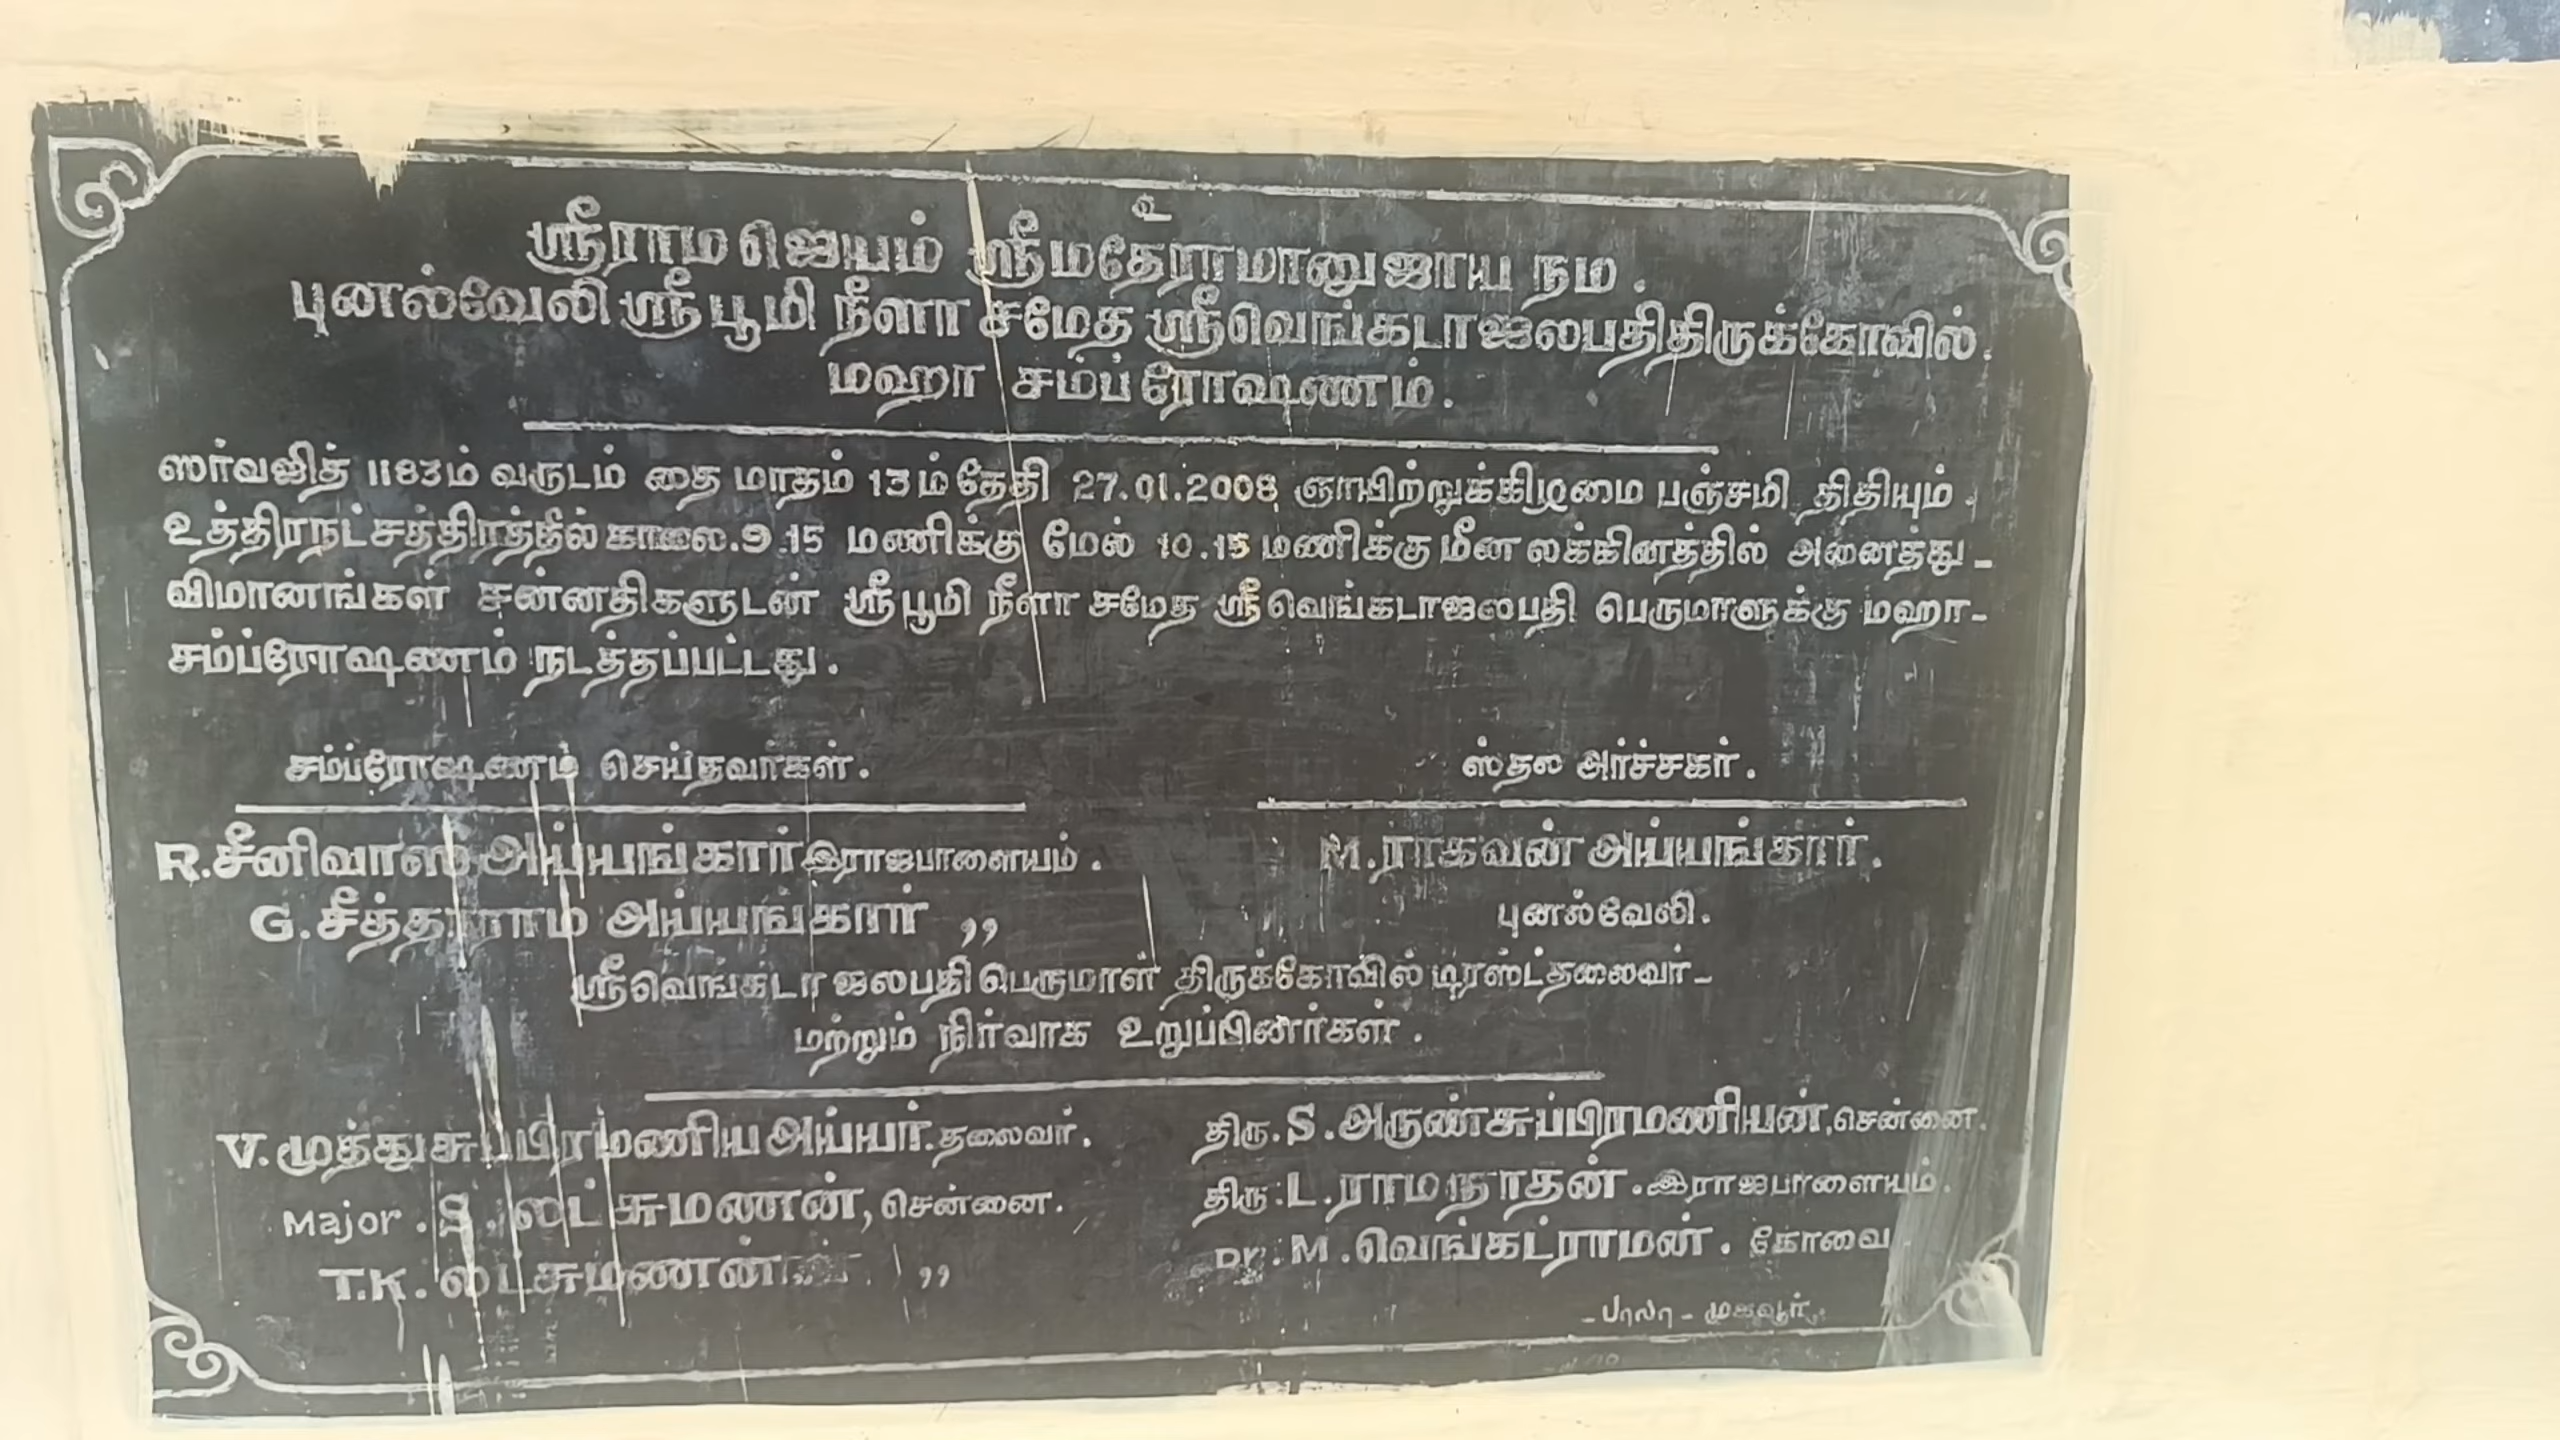 உ
ஸ்ரீராம ஜெயம் ஸ்ரீமதேராமானுஜாய நம .
புனல்வேலி ஸ்ரீ பூமி நீளா சமேத ஸ்ரீவெங்கடாஜலபதி திருக்கோவில்.
மஹா சம்ப்ரோஷணம் .
ஸர்வஜித் 1183ம் வருடம் தை மாதம் 13ம் தேதி 27.01.2008 ஞாயிற்றுக்கிழமை பஞ்சமி திதியும்
உத்திரநட்சத்திரத்தில் காலை.9.15 மணிக்கு மேல் 10.15 மணிக்கு மீன லக்கினத்தில் அனைத்து -
விமானங்கள் சன்னதிகளுடன் ஸ்ரீ பூமி நீளா சமேத ஸ்ரீ வெங்கடாஜலபதி பெருமாளுக்கு மஹா-
சம்ப்ரோஷணம் நடத்தப்பட்டது .
சம்ப்ரோஷணம் செய்தவர்கள் .
R.சீனிவாஸ அய்யங்கார் இராஜபாளையம் .
G.சீத்தாராம அய்யங்கார் ,,
ஸ்தல அர்ச்சகர் .
M.ராகவன் அய்யங்கார்.
புனல்வேலி.
ஸ்ரீவெங்கடாஜலபதி பெருமாள் திருக்கோவில் டிரஸ்ட்தலைவர் -
மற்றும் நிர்வாக உறுப்பினர்கள் .
V.முத்துசுப்பிரமணிய அய்யர்.தலைவர்.
Major . S. லட்சுமணன், சென்னை.
T.K. லட்சுமணன் ,,
திரு. S.அருண்சுப்பிரமணியன்,சென்னை.
திரு. L.ராமநாதன்.இராஜபாளையம்.
Dr. M.வெங்கட்ராமன். கோவை
- பாலா - முகவூர்.